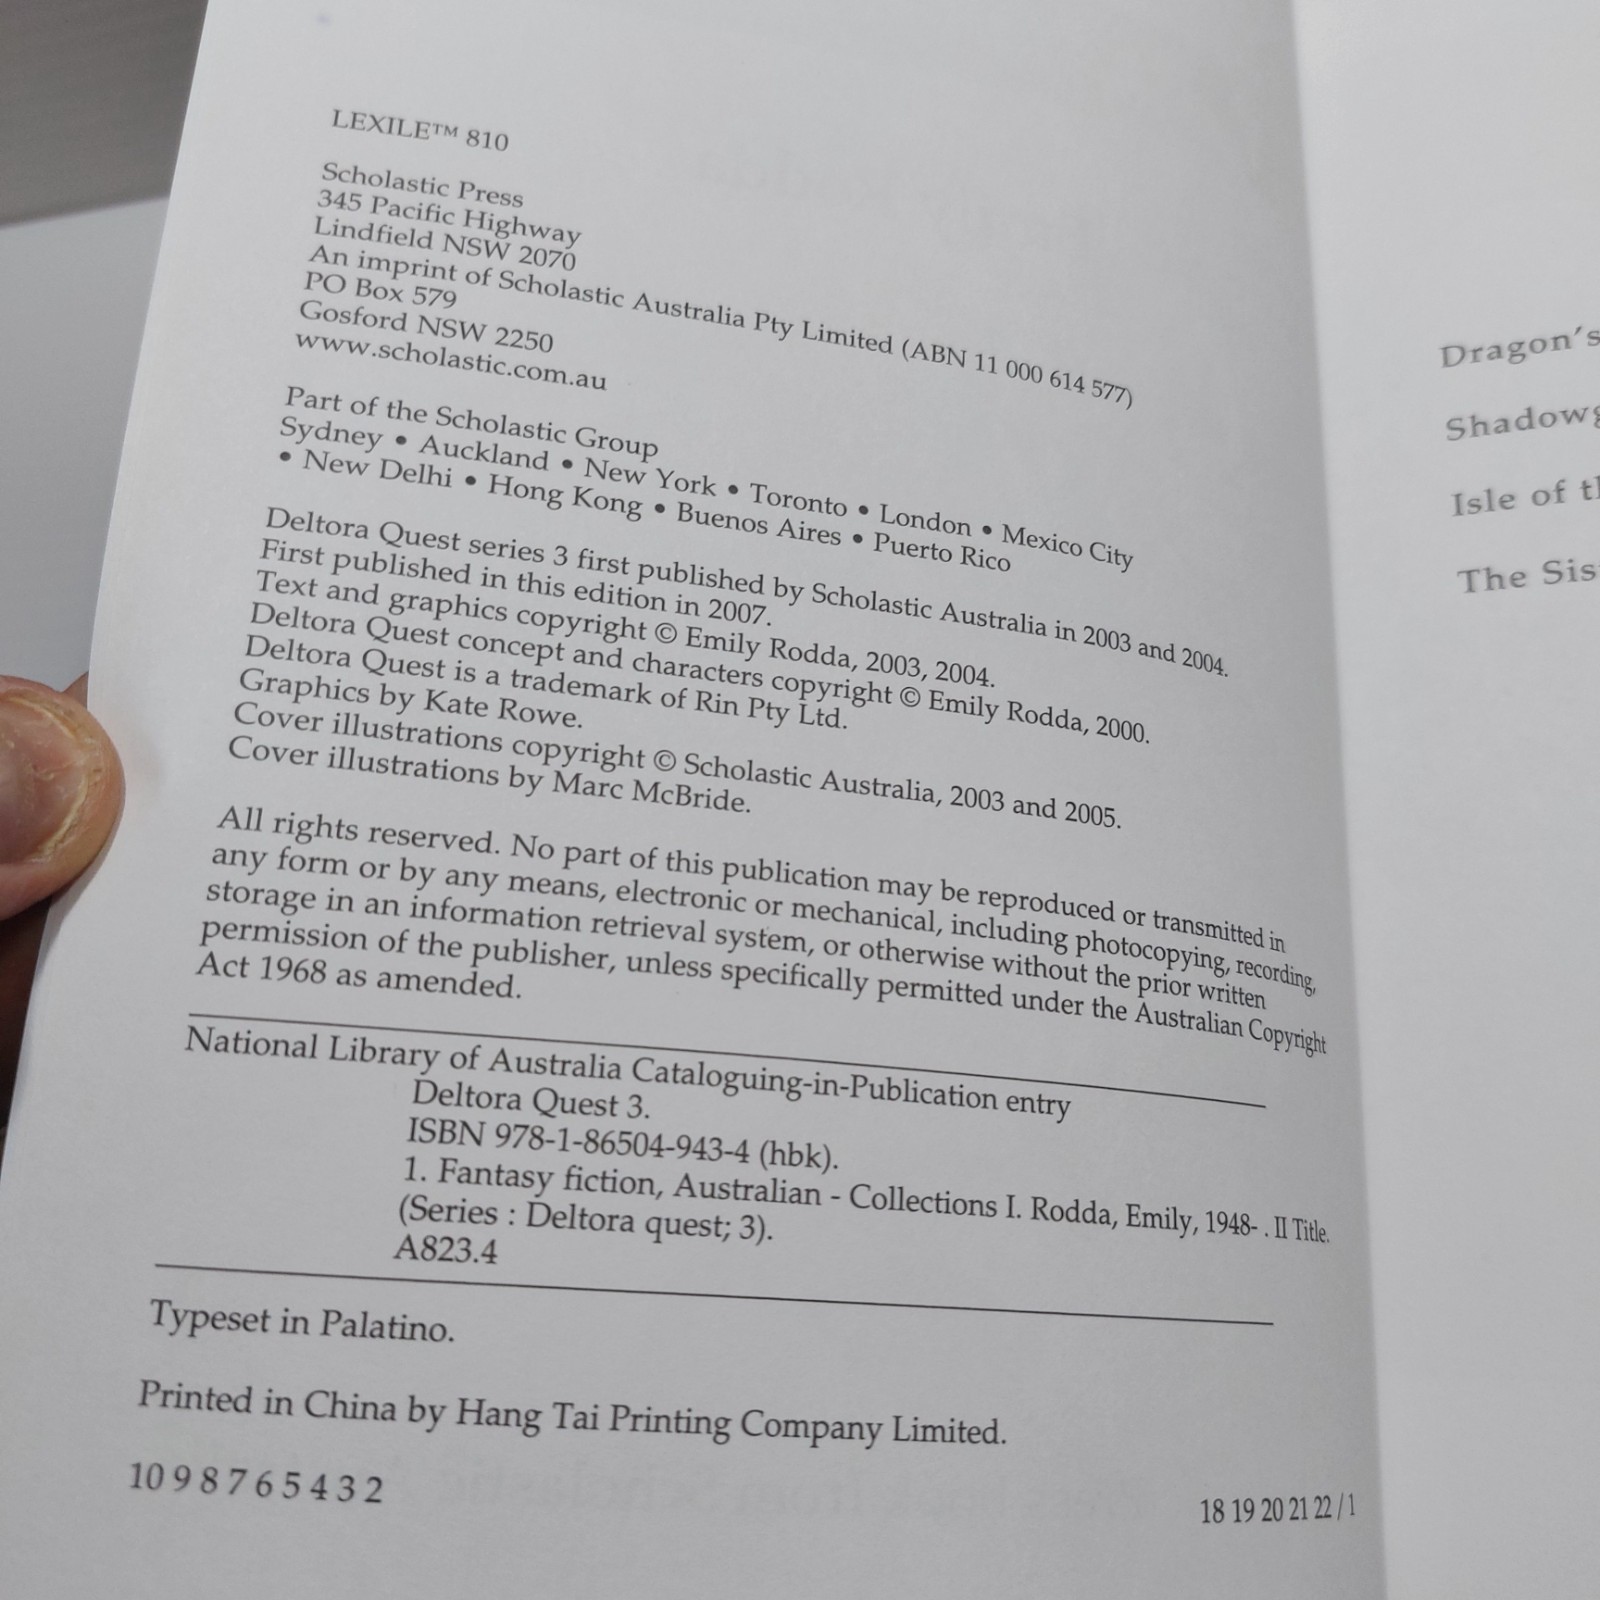 LEXILE™ 810
Scholastic Press
345 Pacific Highway
Lindfield NSW 2070
An imprint of Scholastic Australia Pty Limited (ABN 11 000 614 577)
PO Box 579
Gosford NSW 2250
www.scholastic.com.au
Part of the Scholastic Group
Sydney • Auckland • New York • Toronto • London • Mexico City
• New Delhi • Hong Kong • Buenos Aires • Puerto Rico
Deltora Quest series 3 first published by Scholastic Australia in 2003 and 2004.
First published in this edition in 2007.
Text and graphics copyright © Emily Rodda, 2003, 2004.
Deltora Quest concept and characters copyright © Emily Rodda, 2000.
Deltora Quest is a trademark of Rin Pty Ltd.
Graphics by Kate Rowe.
Cover illustrations copyright © Scholastic Australia, 2003 and 2005.
Cover illustrations by Marc McBride.
All rights reserved. No part of this publication may be reproduced or transmitted in
any form or by any means, electronic or mechanical, including photocopying, recording,
storage in an information retrieval system, or otherwise without the prior written
permission of the publisher, unless specifically permitted under the Australian Copyright
Act 1968 as amended.
National Library of Australia Cataloguing-in-Publication entry
Deltora Quest 3.
ISBN 978-1-86504-943-4 (hbk).
1. Fantasy fiction, Australian - Collections I. Rodda, Emily, 1948- . II Title.
(Series : Deltora quest; 3).
A823.4
Typeset in Palatino.
Printed in China by Hang Tai Printing Company Limited.
10 9 8 7 6 5 4 3 2
18 19 20 21 22 / 1
Dragon's
Isle of
The